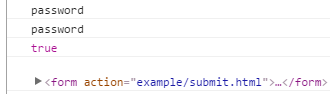 password
password
true
▶<form action="example/submit.html">…</form>